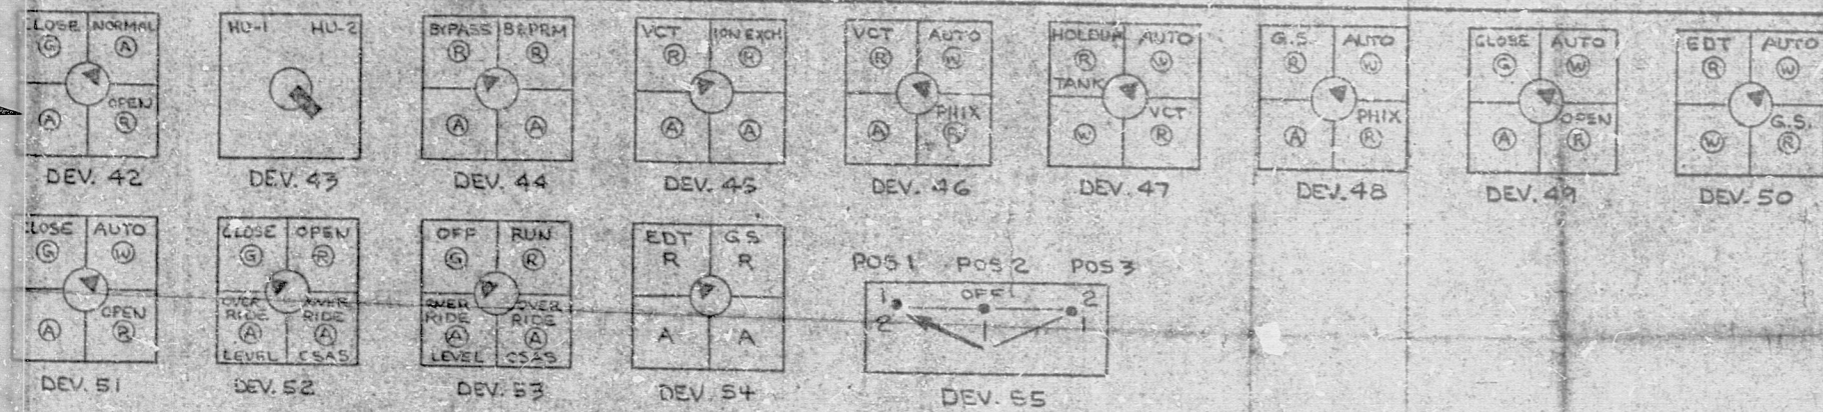 CLOSE NORMAL
G A
OPEN
A R
DEV. 42
HU-1 HU-2
DEV. 43
BYPASS B&PRM
R R
A A
DEV. 44
VCT ION EXCH
R R
A A
DEV. 45
VCT AUTO
R W
PHIX
A R
DEV. 46
HOLDUP AUTO
R W
TANK
VCT
W R
DEV. 47
G.S. AUTO
R W
PHIX
A R
DEV. 48
CLOSE AUTO
G W
OPEN
A R
DEV. 49
EDT AUTO
R W
G.S.
W R
DEV. 50
CLOSE AUTO
G W
OPEN
A R
DEV. 51
CLOSE OPEN
G R
OVER OVER
RIDE RIDE
A A
LEVEL CSAS
DEV. 52
OFF RUN
G R
OVER OVER
RIDE RIDE
A A
LEVEL CSAS
DEV. 53
EDT GS
R R
A A
DEV. 54
POS 1 POS 2 POS 3
1 OFF 2
2 1 1
DEV. 55